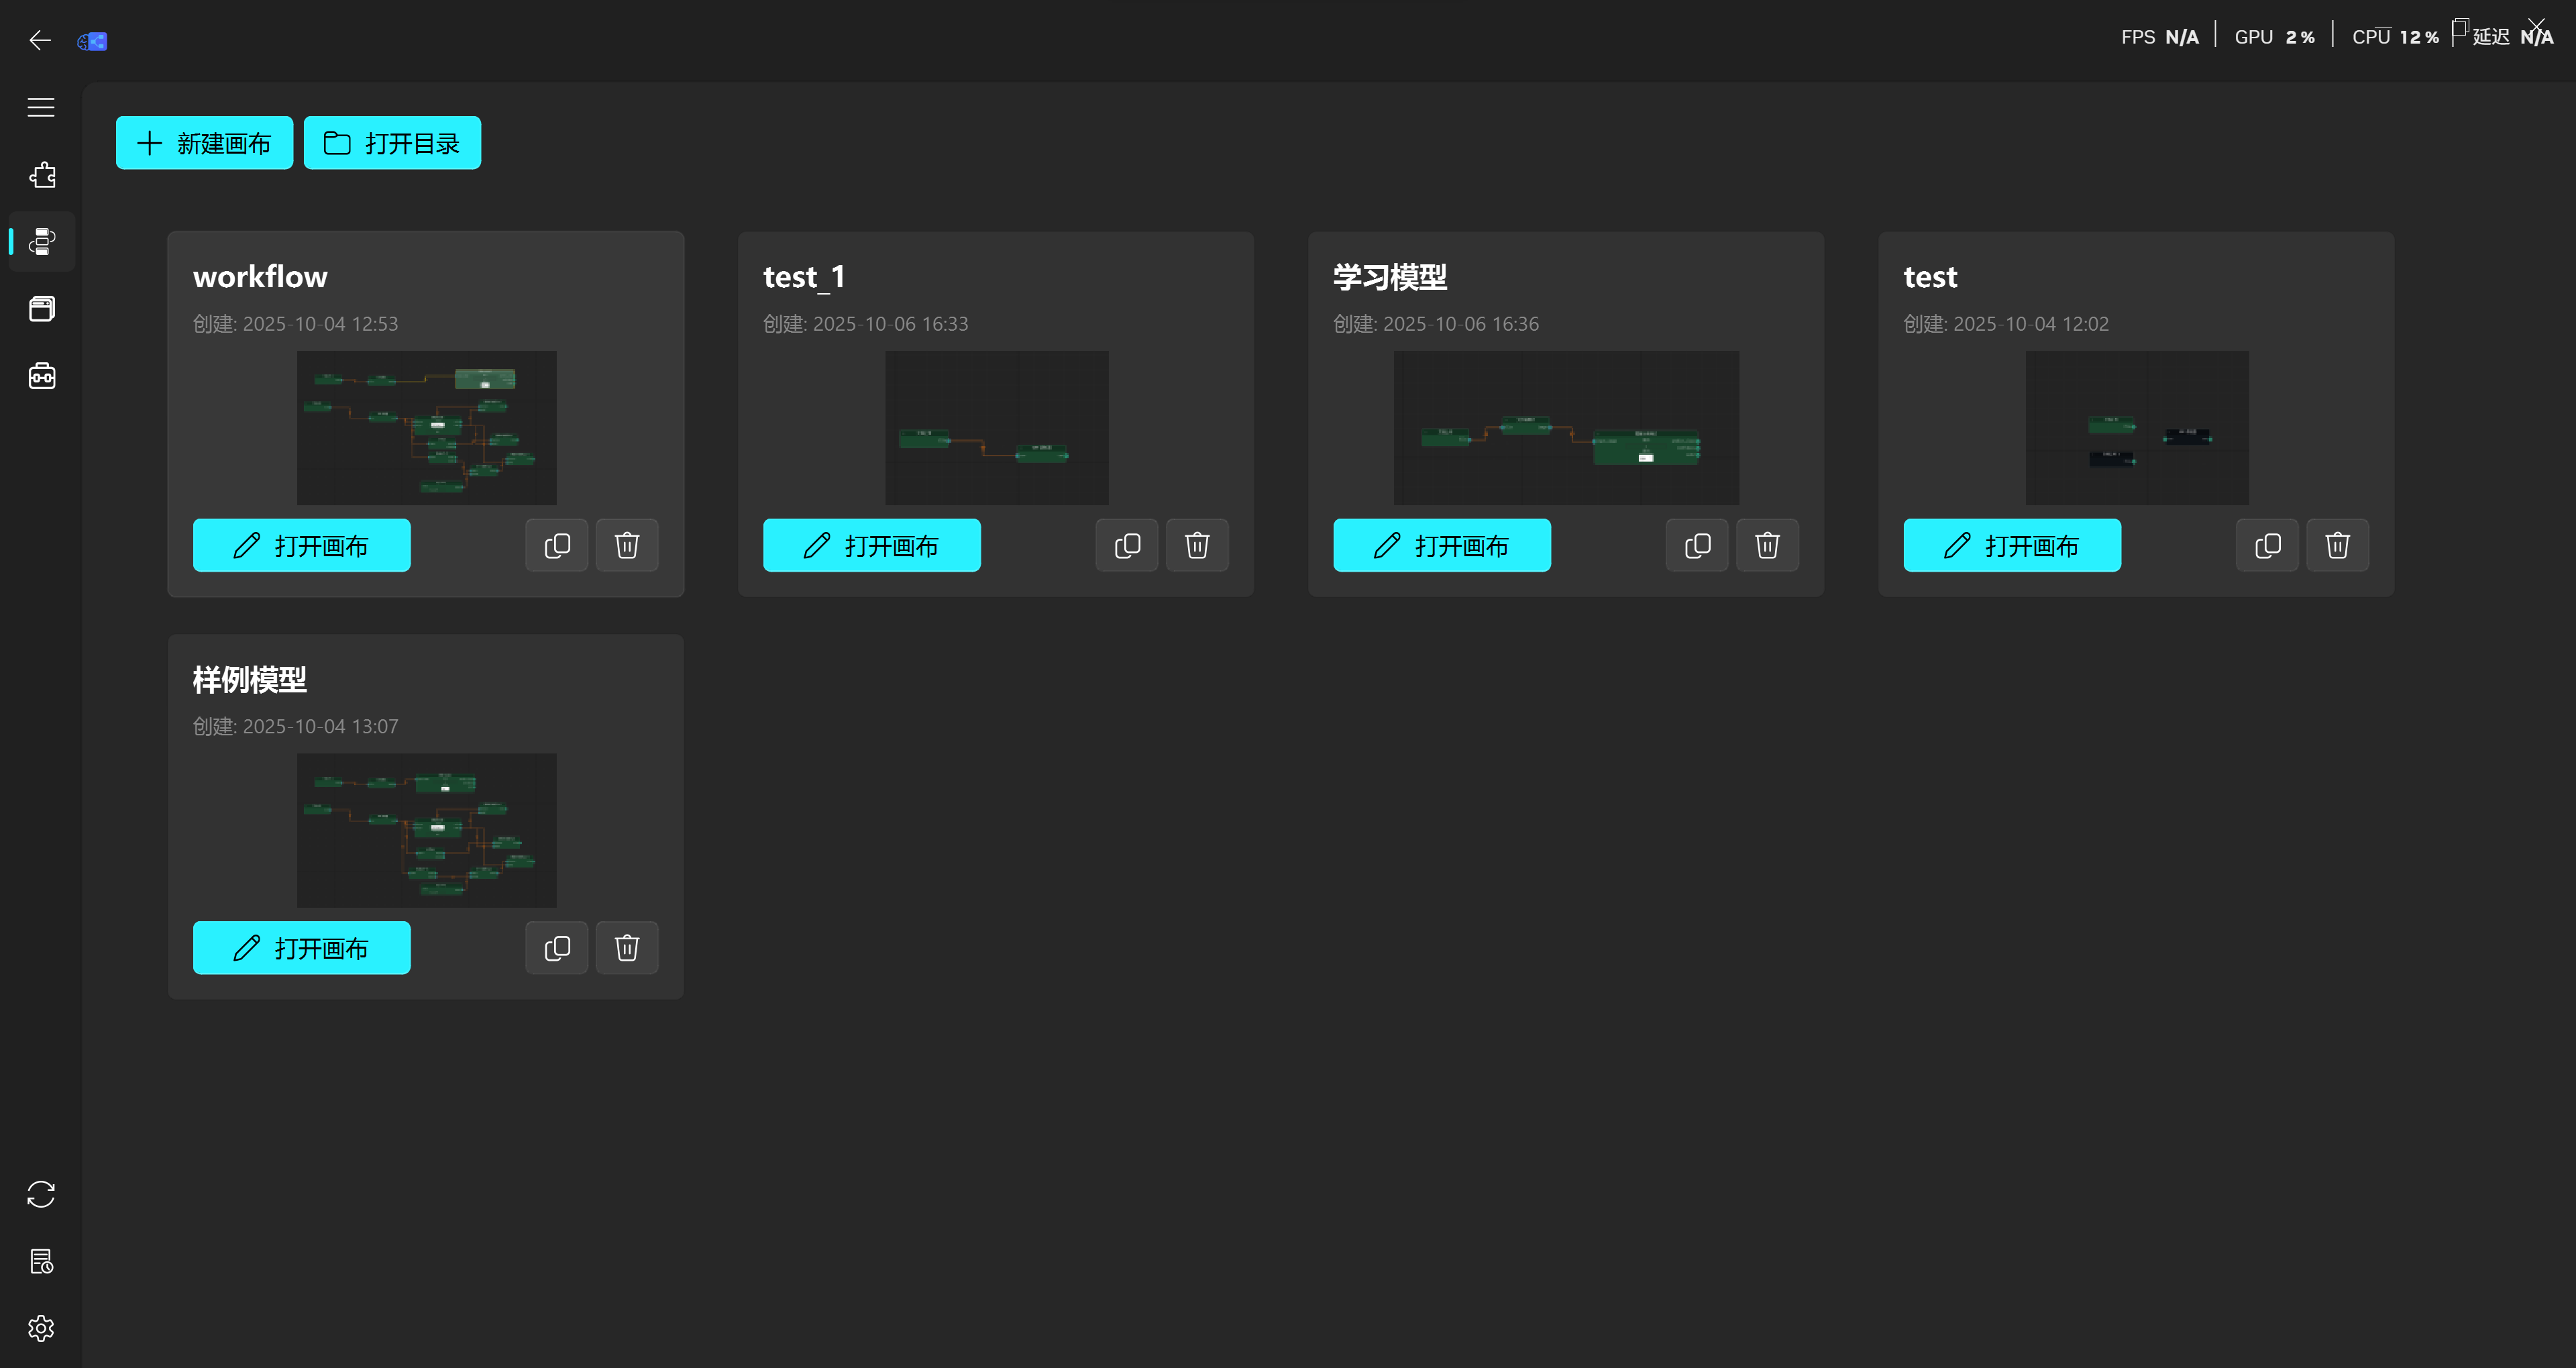 FPS N/A | GPU 2% | CPU 12% 延迟 N/A
新建画布 打开目录
workflow
创建: 2025-10-04 12:53
打开画布
test_1
创建: 2025-10-06 16:33
打开画布
学习模型
创建: 2025-10-06 16:36
打开画布
test
创建: 2025-10-04 12:02
打开画布
样例模型
创建: 2025-10-04 13:07
打开画布